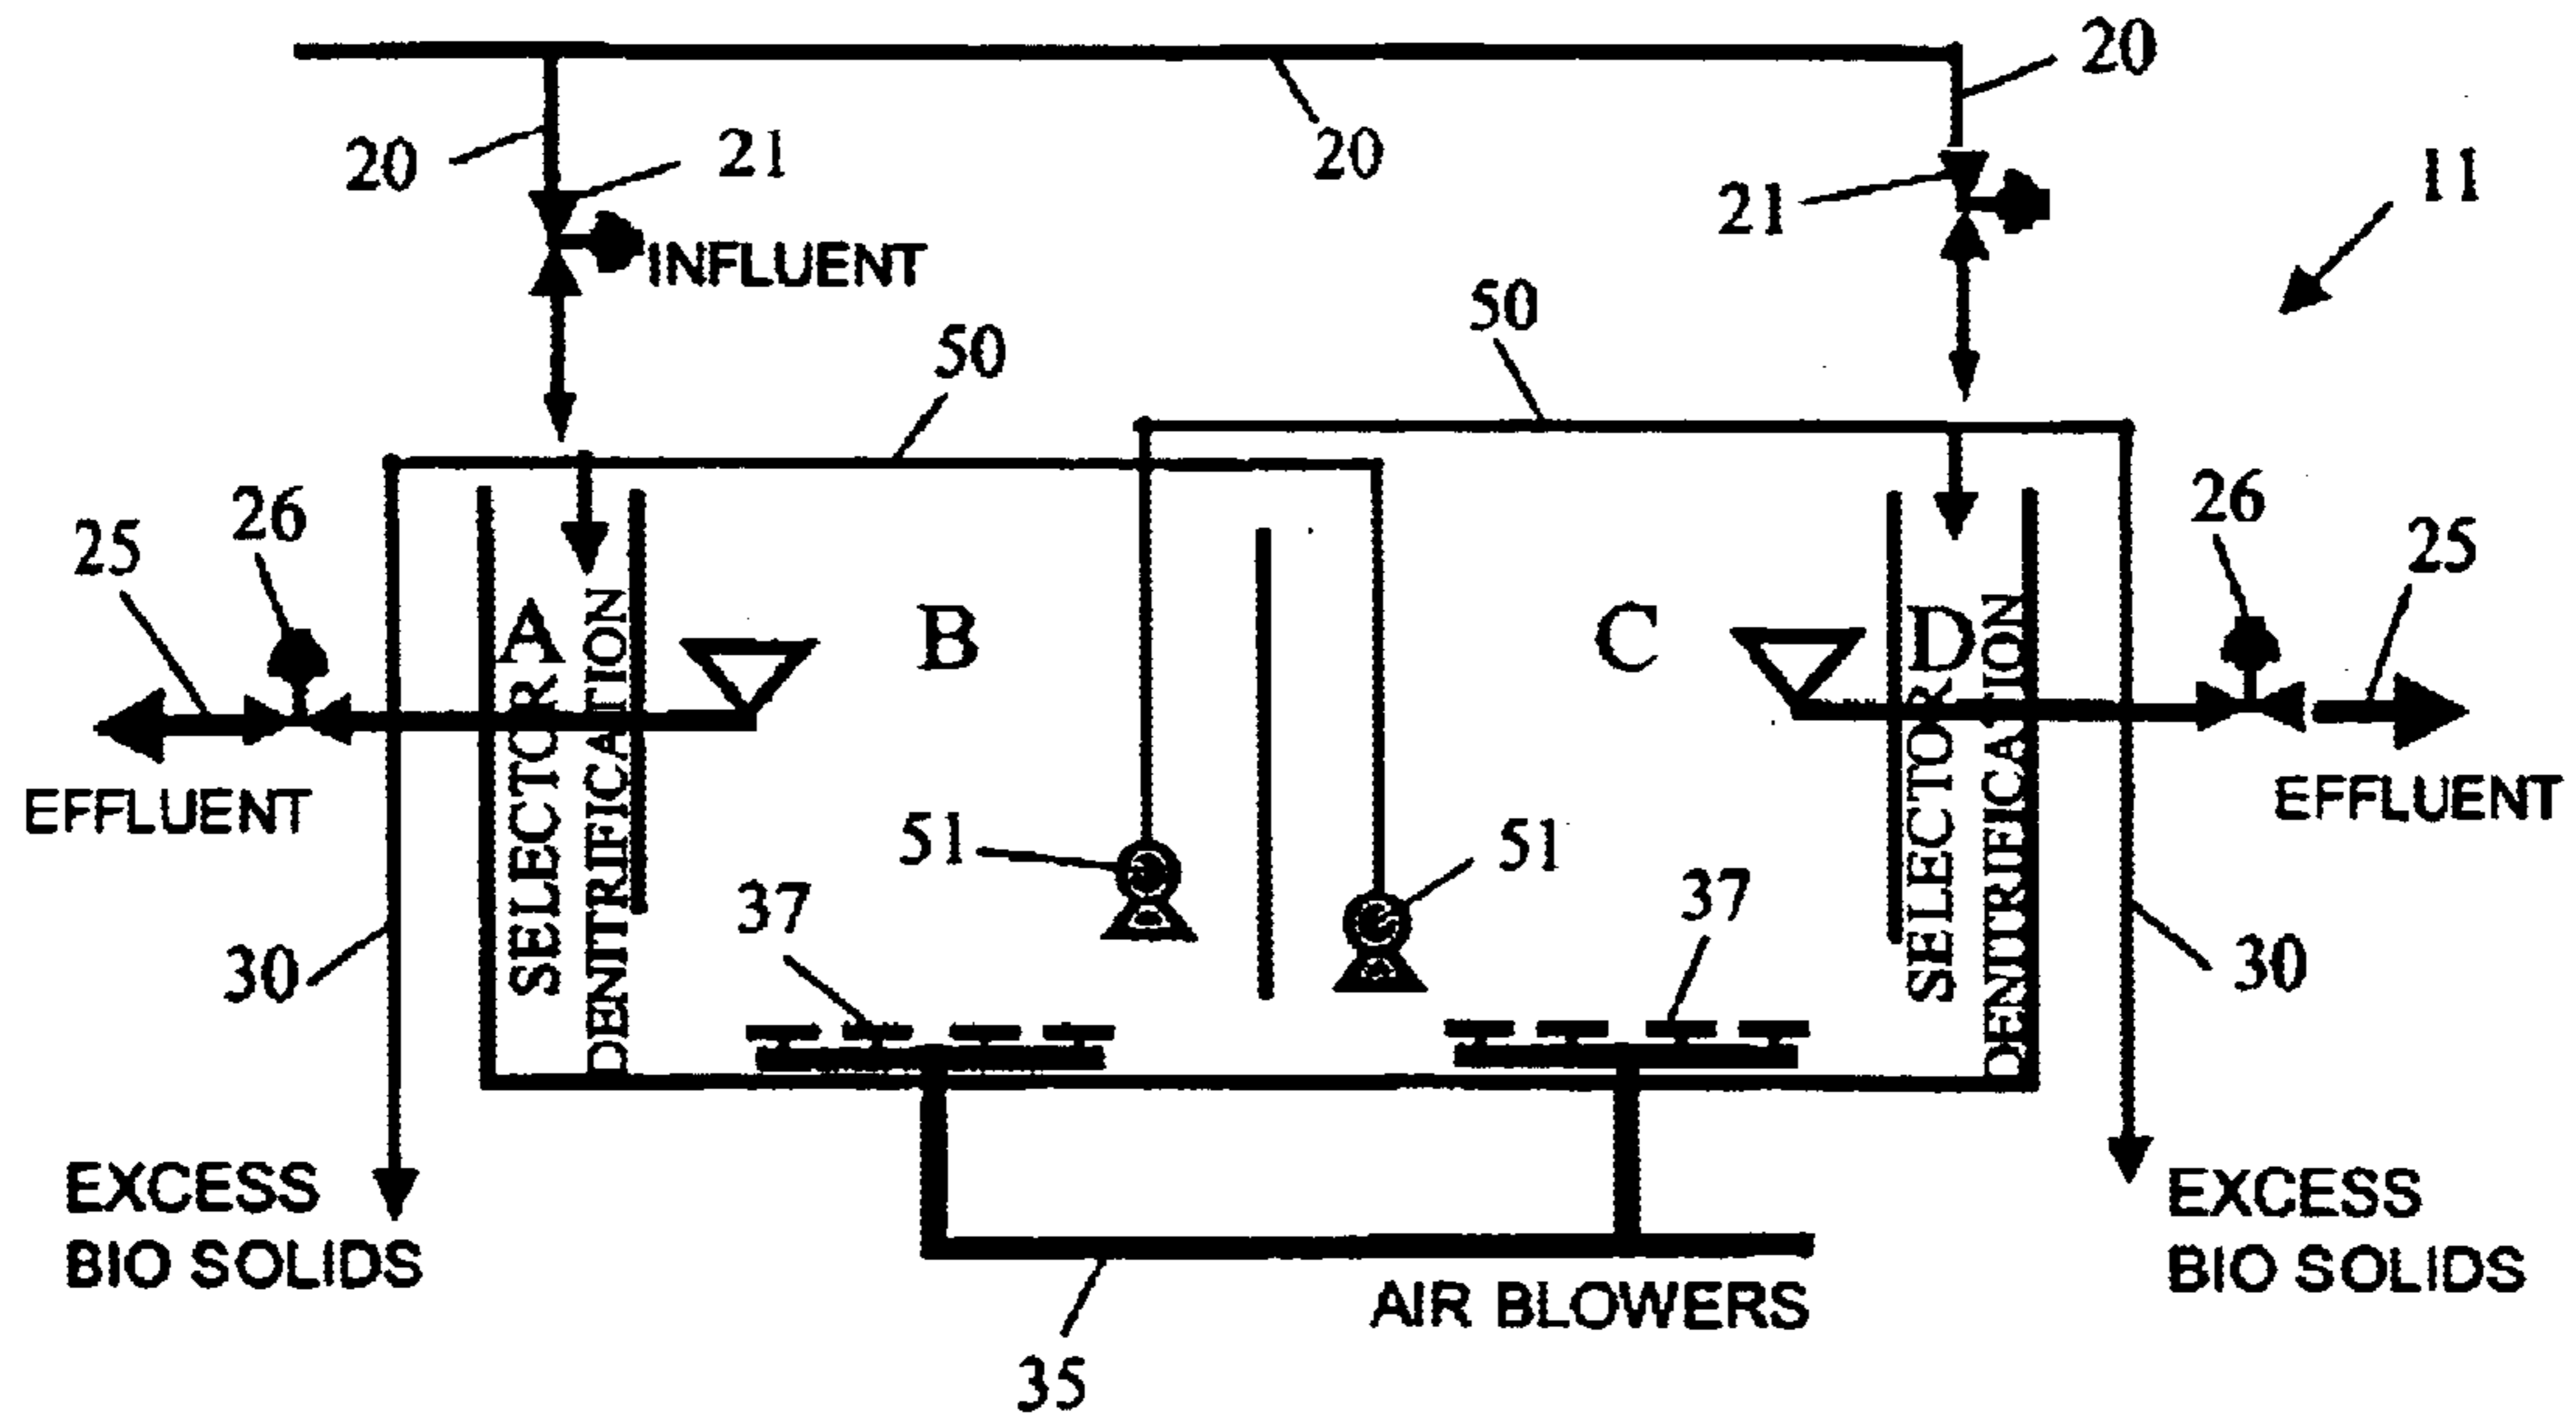 20
20
20
21
21
11
INFLUENT
50
50
26
26
25
25
A
B
C
D
SELECTOR
DENITRIFICATION
SELECTOR
DENITRIFICATION
EFFLUENT
EFFLUENT
51
51
37
37
30
30
EXCESS
BIO SOLIDS
EXCESS
BIO SOLIDS
AIR BLOWERS
35